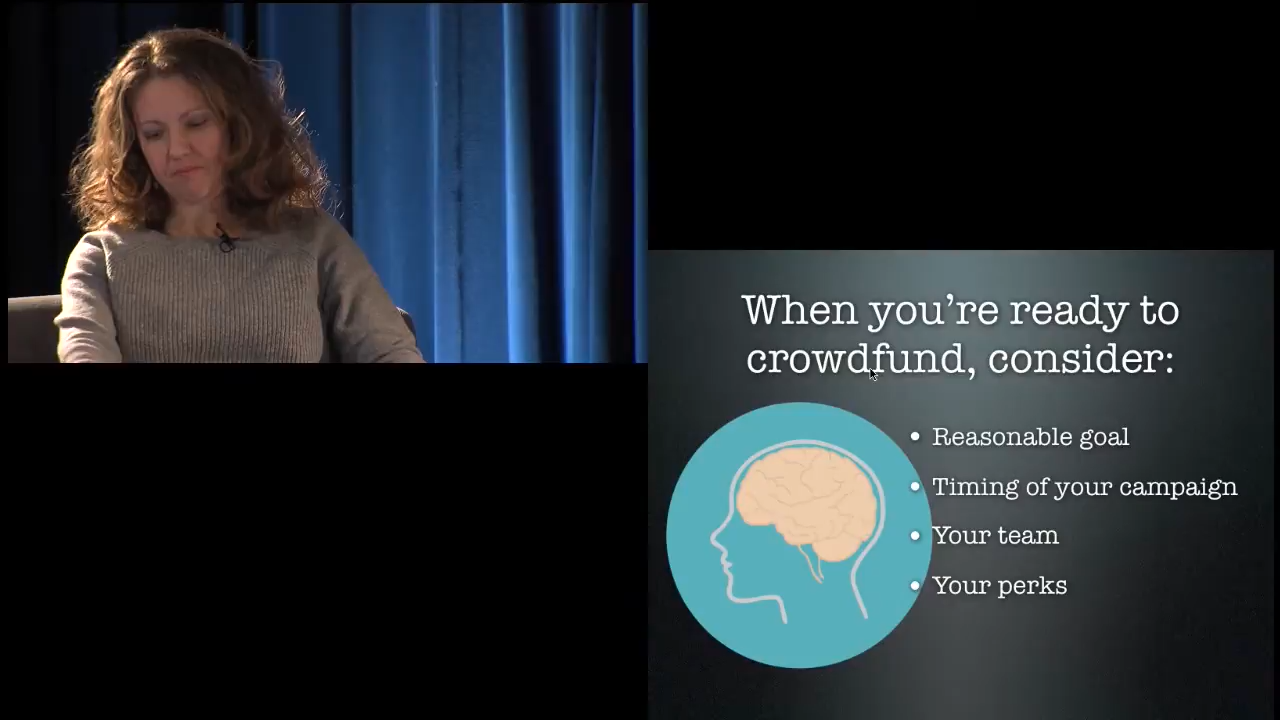 When you’re ready to
crowdfund, consider:
• Reasonable goal
• Timing of your campaign
• Your team
• Your perks